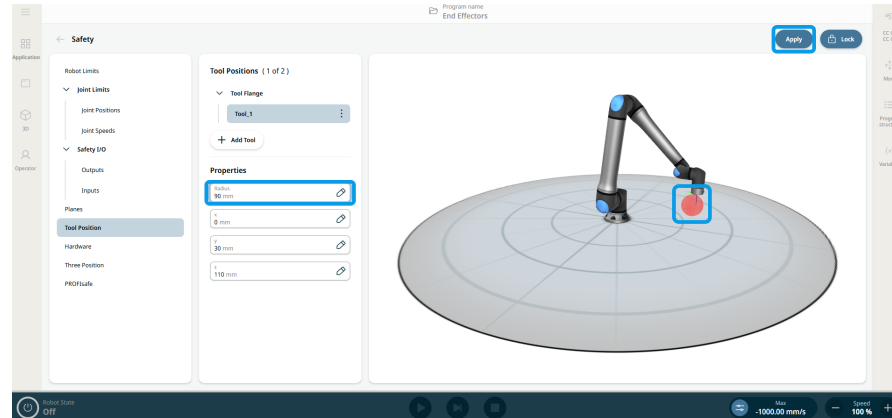 Program name
End Effectors
Safety
Apply
Lock
Application
3D
Operator
Robot Limits
Joint Limits
Joint Positions
Joint Speeds
Safety I/O
Outputs
Inputs
Planes
Tool Position
Hardware
Three Position
PROFIsafe
Tool Positions ( 1 of 2 )
Tool Flange
Tool_1
+ Add Tool
Properties
Radius
90 mm
x
0 mm
Y
30 mm
110 mm
Robot State
Off
Max
-1000.00 mm/s
Speed
100 %